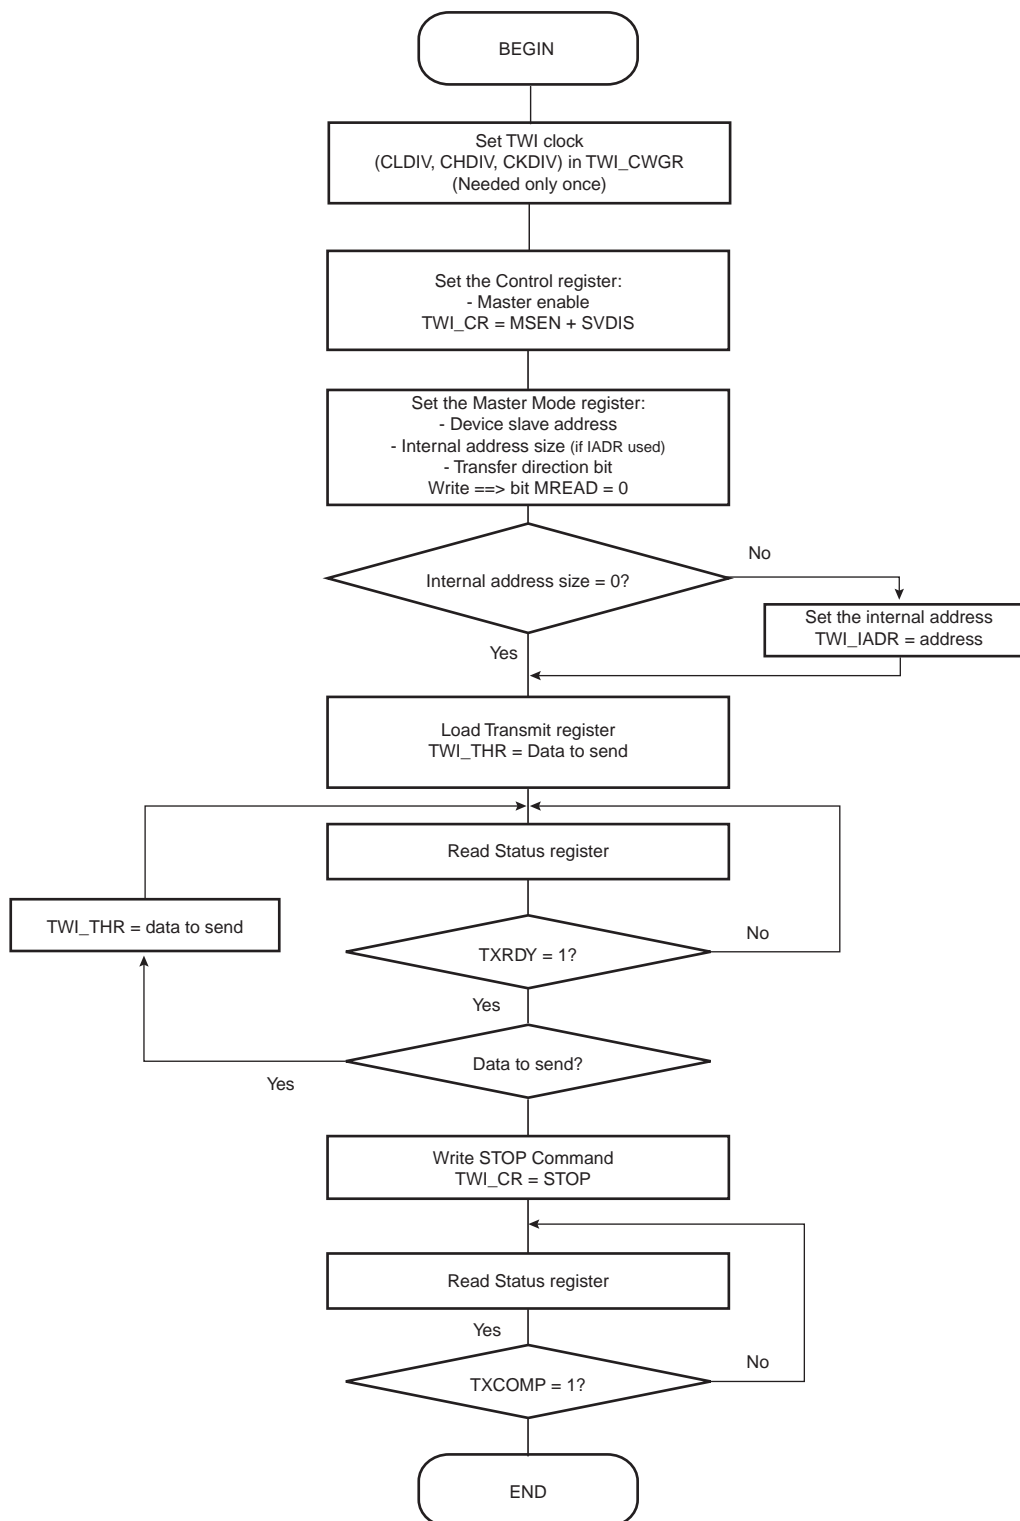 BEGIN
Set TWI clock
(CLDIV, CHDIV, CKDIV) in TWI_CWGR
(Needed only once)
Set the Control register:
- Master enable
TWI_CR = MSEN + SVDIS
Set the Master Mode register:
- Device slave address
- Internal address size (if IADR used)
- Transfer direction bit
Write ==> bit MREAD = 0
No
Internal address size = 0?
Set the internal address
TWI_IADR = address
Yes
Load Transmit register
TWI_THR = Data to send
Read Status register
TWI_THR = data to send
No
TXRDY = 1?
Yes
Data to send?
Yes
Write STOP Command
TWI_CR = STOP
Read Status register
Yes
No
TXCOMP = 1?
END